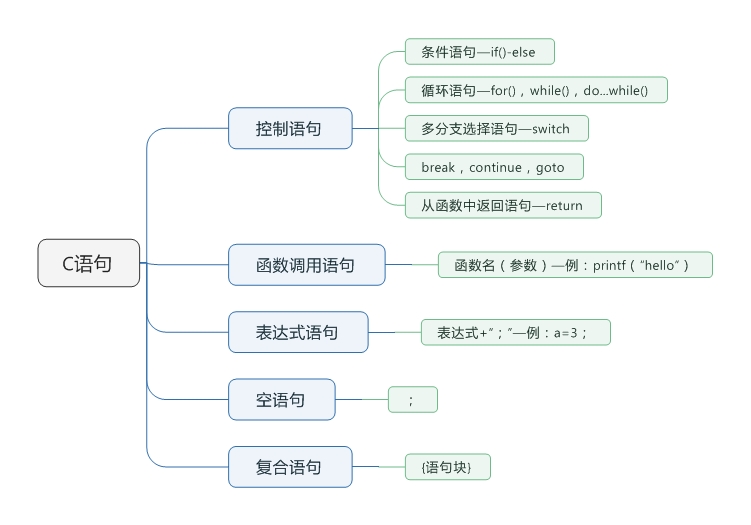 C语句
控制语句
条件语句—if()-else
循环语句—for()，while()，do...while()
多分支选择语句—switch
break，continue，goto
从函数中返回语句—return
函数调用语句
函数名（参数）—例：printf（“hello”）
表达式语句
表达式+“；”—例：a=3；
空语句
；
复合语句
{语句块}